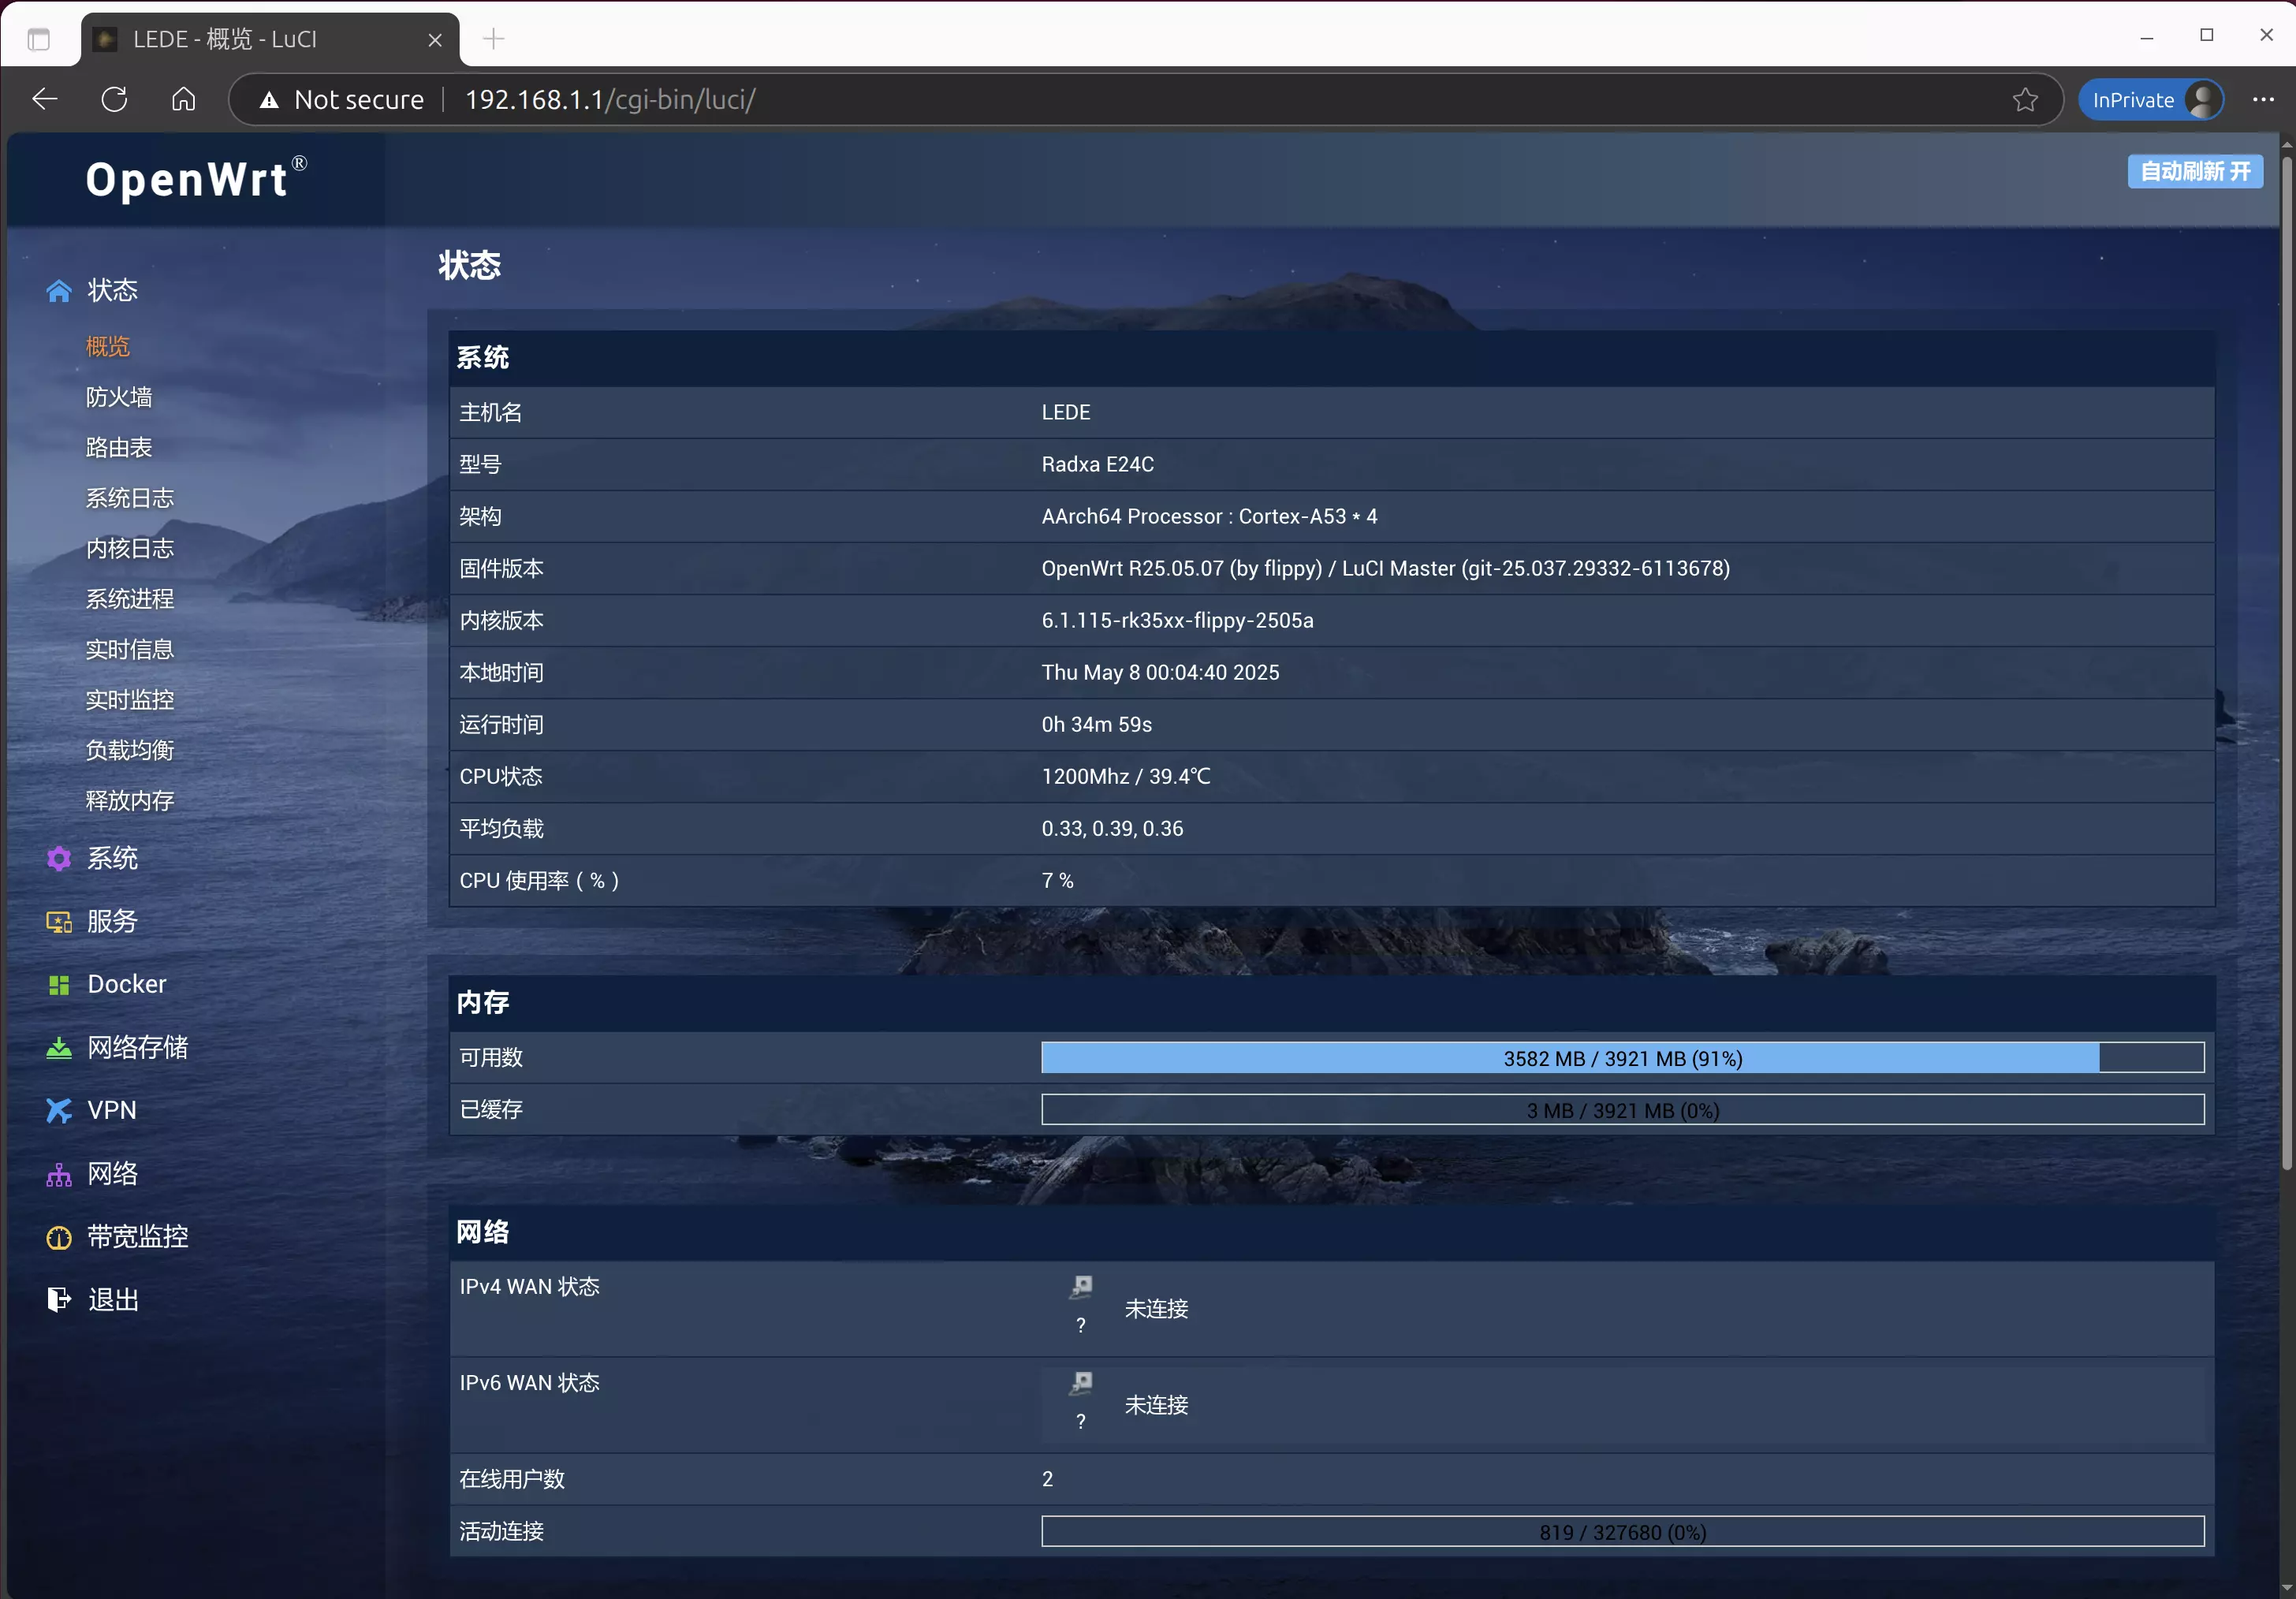 LEDE - 概览 - LuCI
Not secure 192.168.1.1/cgi-bin/luci/
InPrivate
OpenWrt®
自动刷新 开
状态
概览
防火墙
路由表
系统日志
内核日志
系统进程
实时信息
实时监控
负载均衡
释放内存
系统
服务
Docker
网络存储
VPN
网络
带宽监控
退出
状态
系统
主机名 LEDE
型号 Radxa E24C
架构 AArch64 Processor : Cortex-A53 * 4
固件版本 OpenWrt R25.05.07 (by flippy) / LuCI Master (git-25.037.29332-6113678)
内核版本 6.1.115-rk35xx-flippy-2505a
本地时间 Thu May 8 00:04:40 2025
运行时间 0h 34m 59s
CPU状态 1200Mhz / 39.4℃
平均负载 0.33, 0.39, 0.36
CPU 使用率 ( % ) 7 %
内存
可用数 3582 MB / 3921 MB (91%)
已缓存 3 MB / 3921 MB (0%)
网络
IPv4 WAN 状态 ? 未连接
IPv6 WAN 状态 ? 未连接
在线用户数 2
活动连接 819 / 327680 (0%)